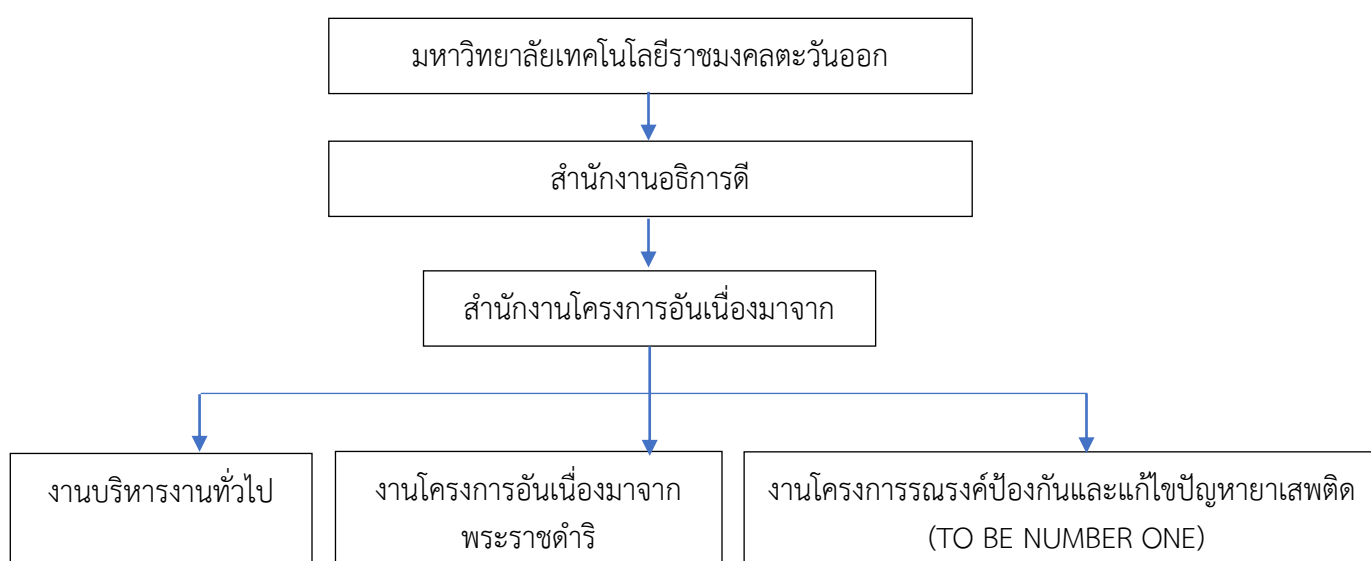 มหาวิทยาลัยเทคโนโลยีราชมงคลตะวันออก
สำนักงานอธิการดี
สำนักงานโครงการอันเนื่องมาจาก
งานบริหารงานทั่วไป
งานโครงการอันเนื่องมาจาก
พระราชดำริ
งานโครงการรณรงค์ป้องกันและแก้ไขปัญหายาเสพติด
(TO BE NUMBER ONE)